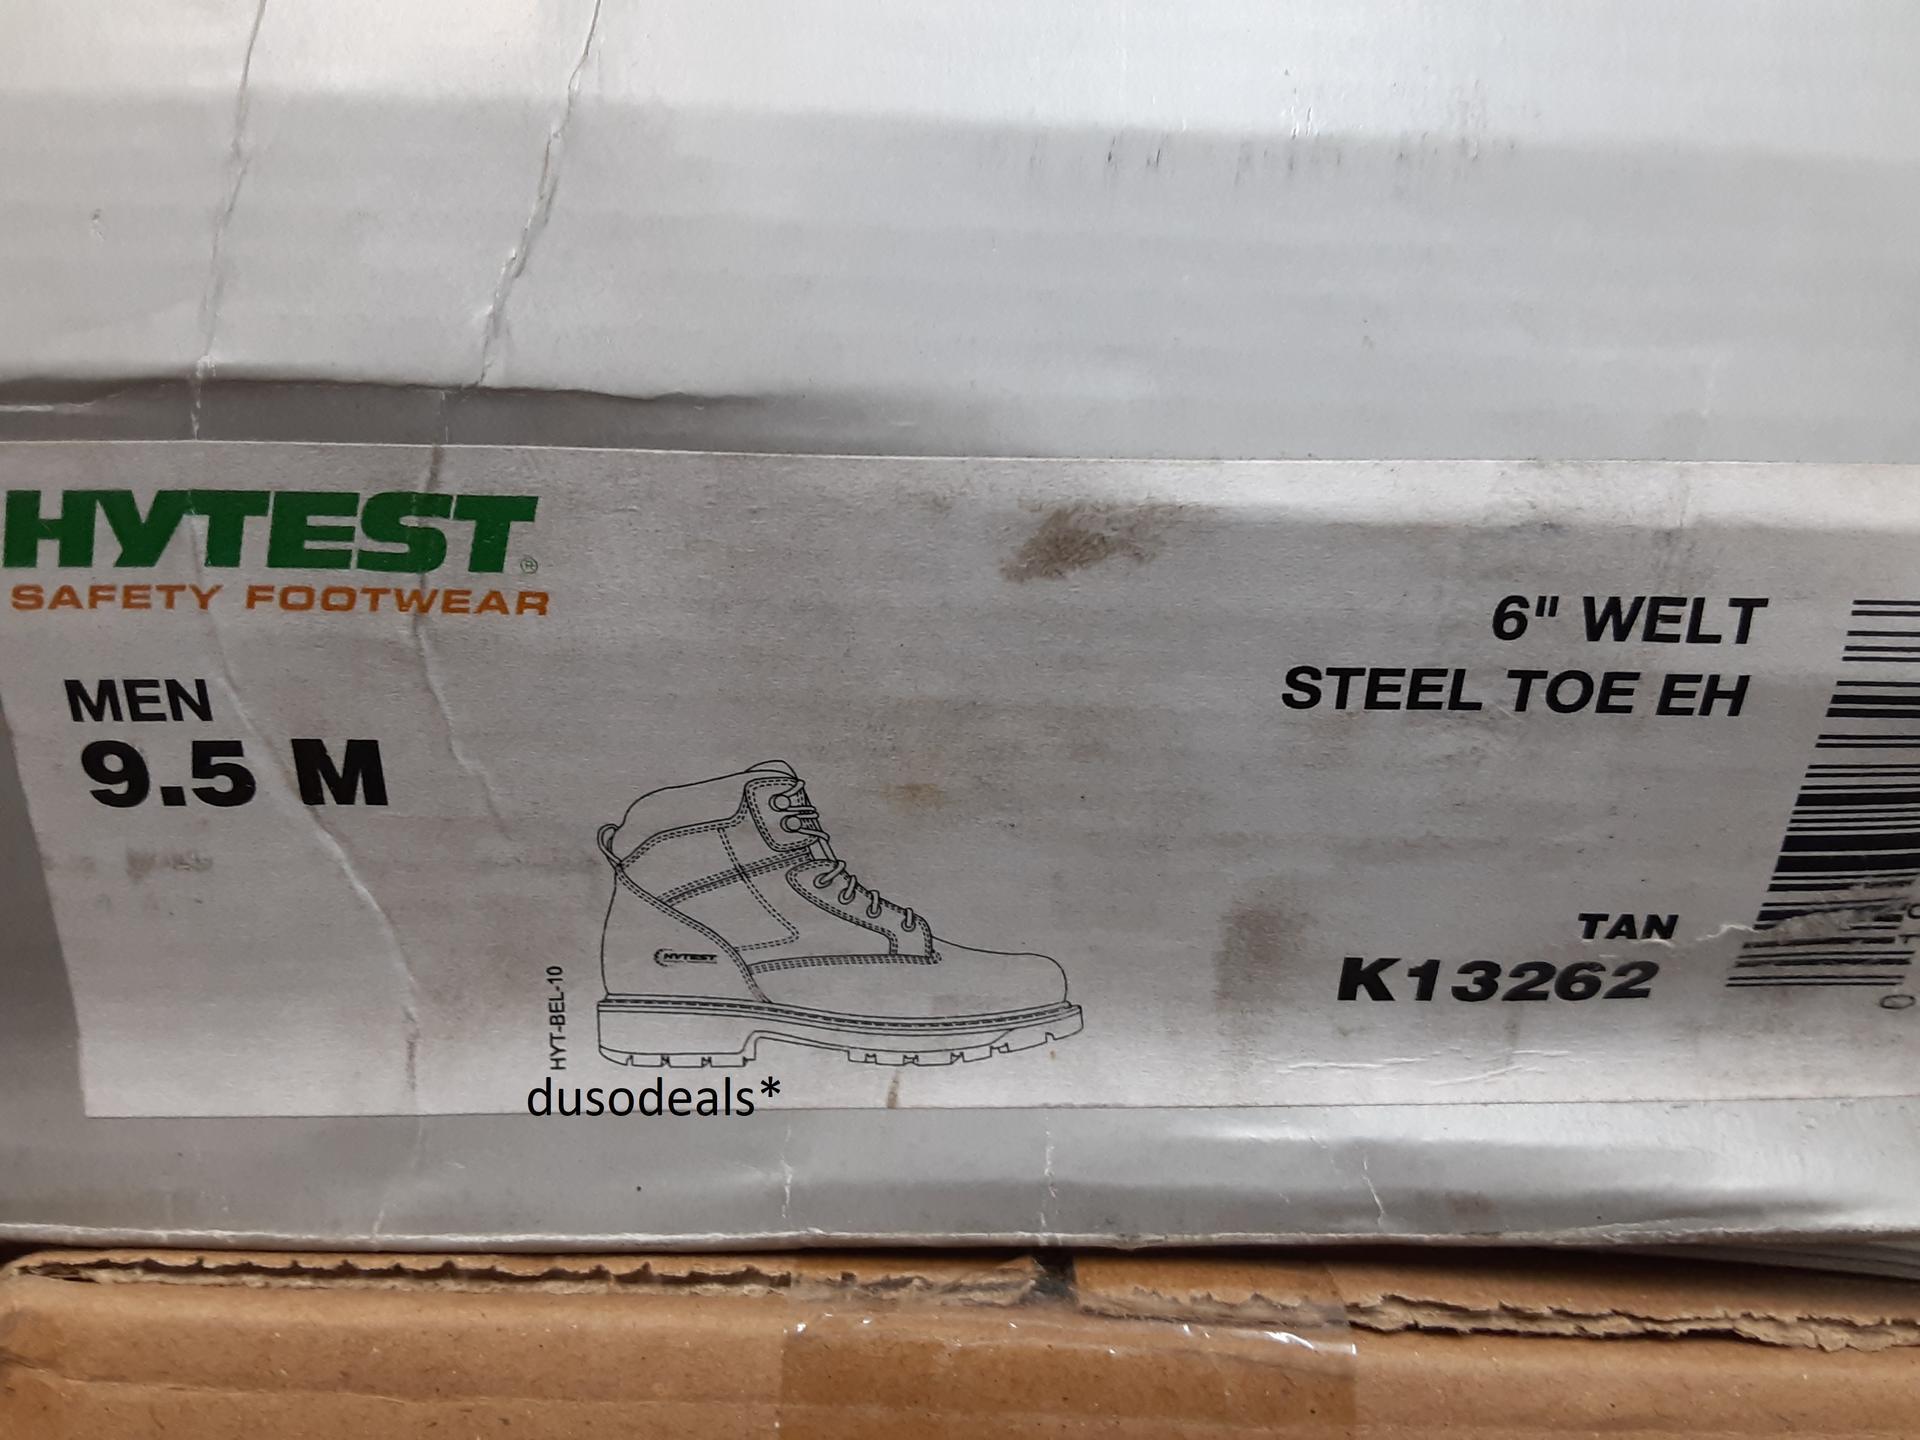 HYTEST®
SAFETY FOOTWEAR
MEN
9.5 M
6" WELT
STEEL TOE EH
TAN
K13262
HYTEST
HYT-BEL-10
dusodeals*